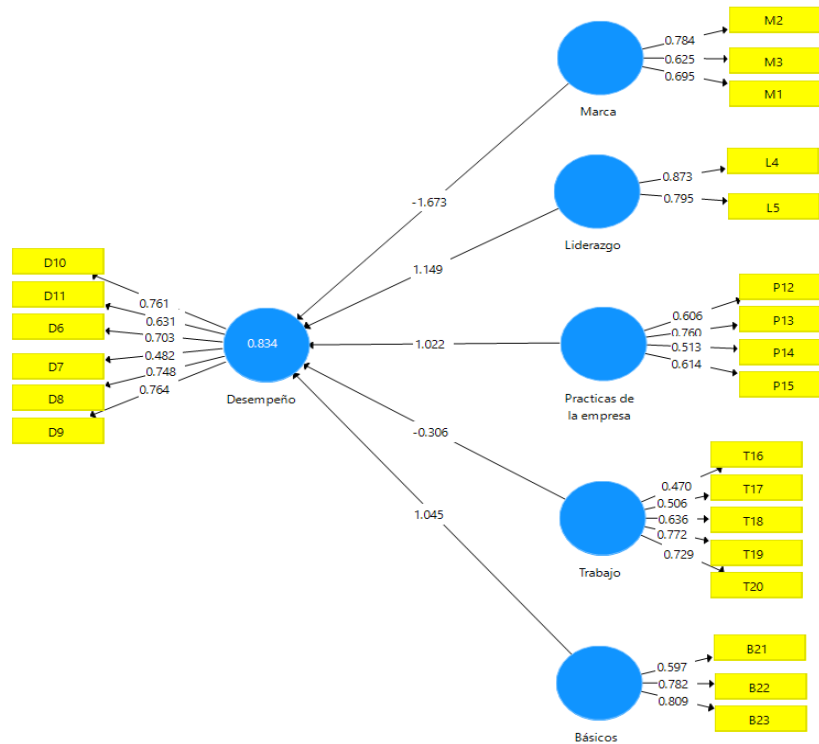 M2
0.784
M3
0.625
0.695
M1
Marca
L4
0.873
0.795
L5
Liderazgo
-1.673
1.149
D10
D11
D6
D7
D8
D9
0.761
0.631
0.703
0.482
0.748
0.764
0.834
Desempeño
1.022
P12
0.606
P13
0.760
0.513
P14
0.614
P15
Practicas de
la empresa
-0.306
1.045
T16
0.470
T17
0.506
0.636
T18
0.772
T19
0.729
T20
Trabajo
B21
0.597
0.782
B22
0.809
B23
Básicos